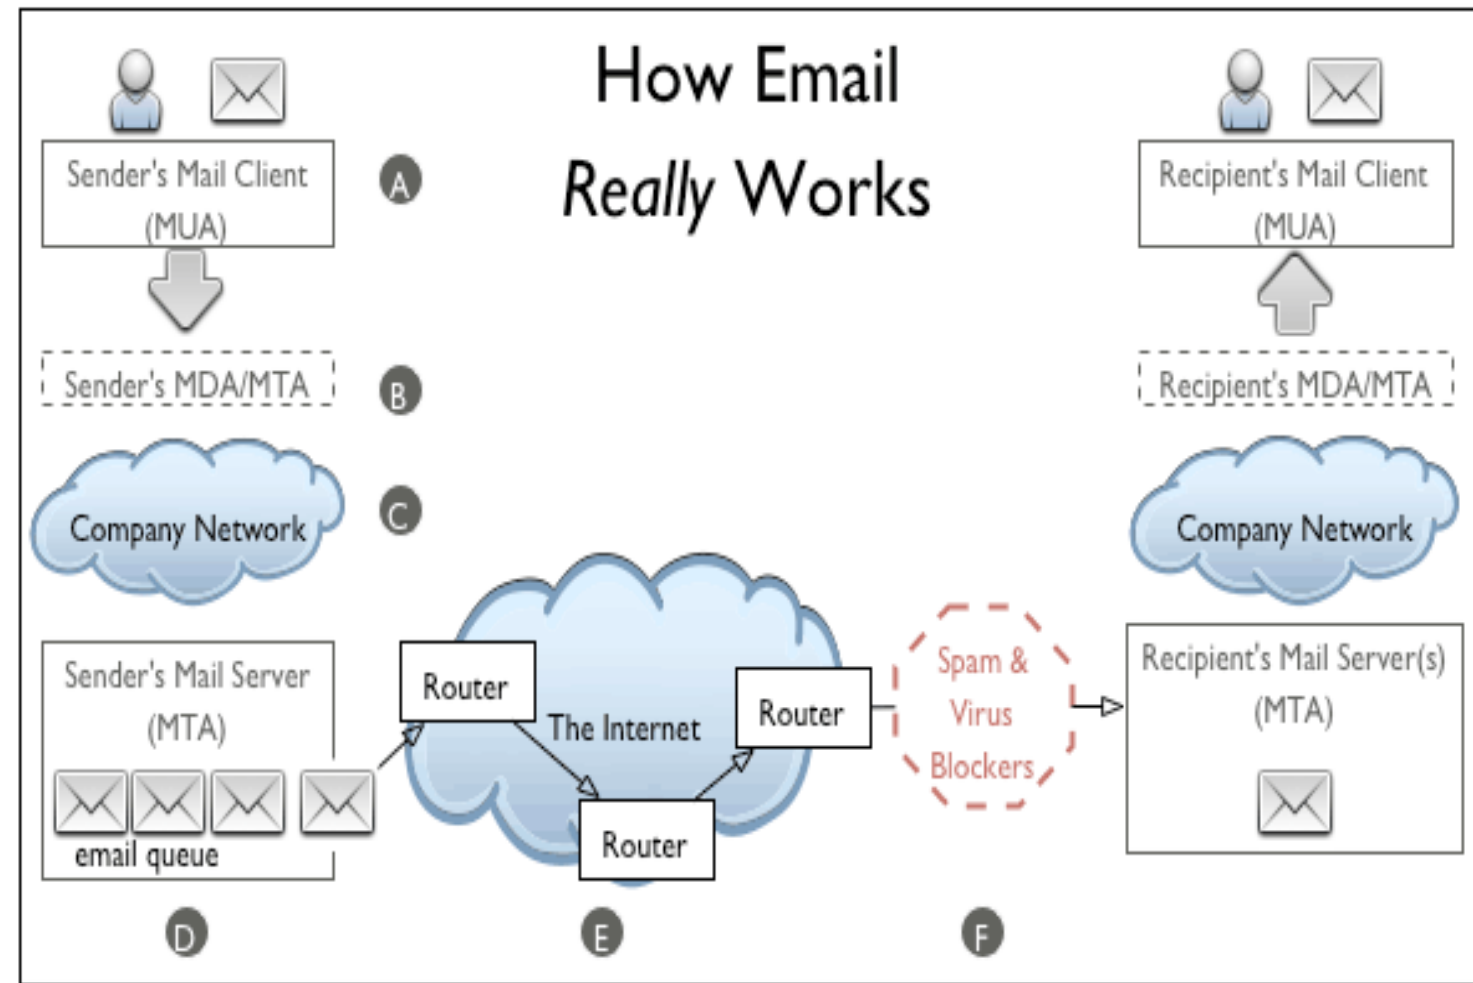 How Email
Really Works
Sender's Mail Client
(MUA)
A
Recipient's Mail Client
(MUA)
Sender's MDA/MTA
B
Recipient's MDA/MTA
Company Network
C
Company Network
Sender's Mail Server
(MTA)
email queue
Router
The Internet
Router
Router
Spam &
Virus
Blockers
Recipient's Mail Server(s)
(MTA)
D
E
F